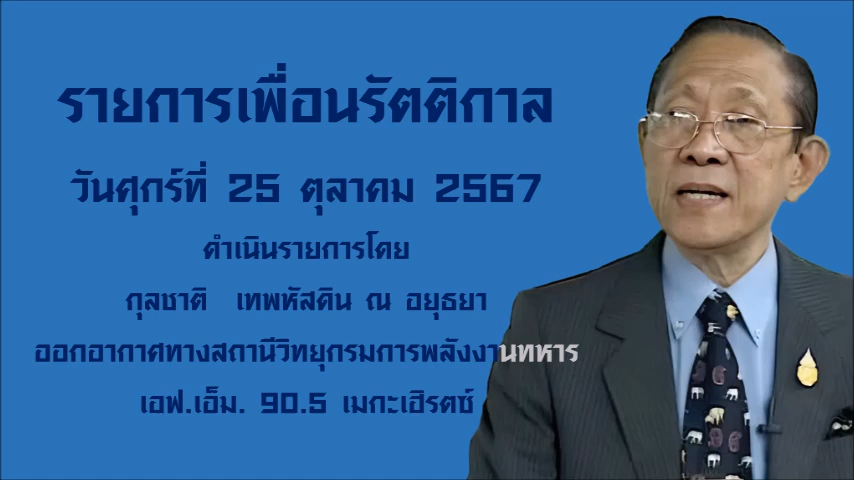 รายการเพื่อนรัตติกาล
วันศุกร์ที่ 25 ตุลาคม 2567
ดำเนินรายการโดย
กุลชาติ เทพหัสดิน ณ อยุธยา
ออกอากาศทางสถานีวิทยุกรมการพลังงานทหาร
เอฟ.เอ็ม. 90.5 เมกะเฮิรตซ์